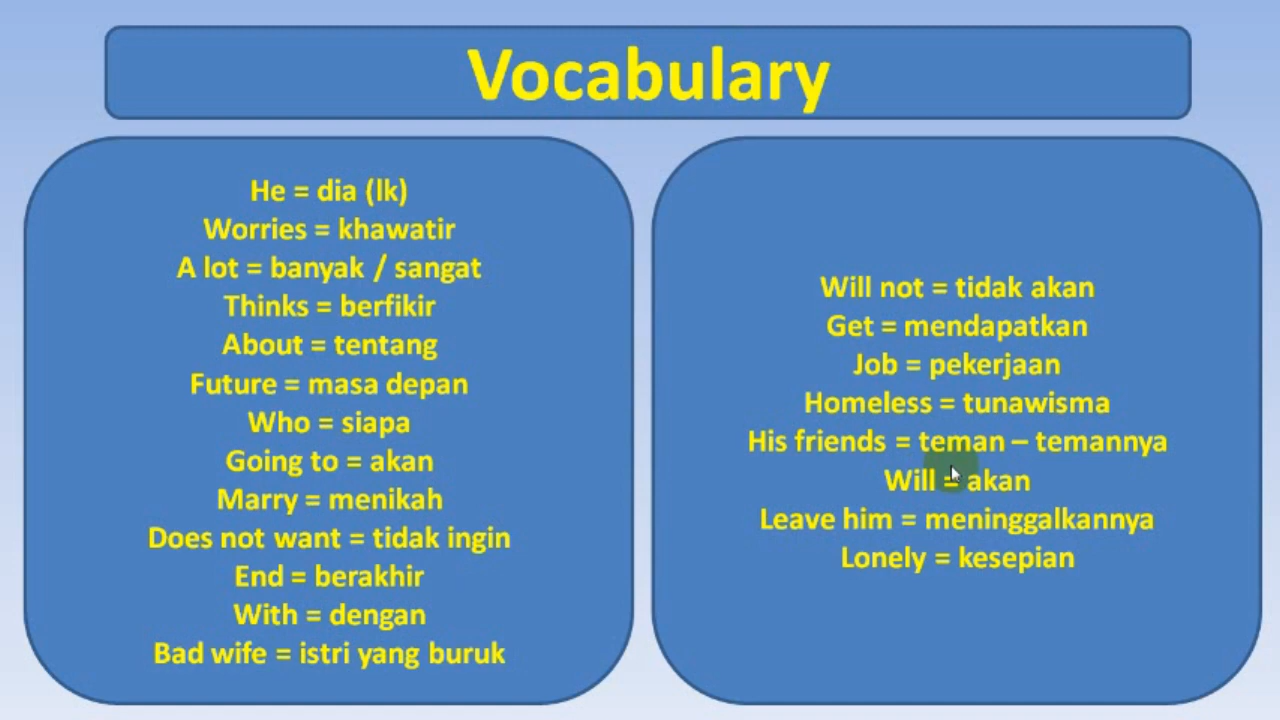 Vocabulary
He = dia (lk)
Worries = khawatir
A lot = banyak / sangat
Thinks = berfikir
About = tentang
Future = masa depan
Who = siapa
Going to = akan
Marry = menikah
Does not want = tidak ingin
End = berakhir
With = dengan
Bad wife = istri yang buruk
Will not = tidak akan
Get = mendapatkan
Job = pekerjaan
Homeless = tunawisma
His friends = teman – temannya
Will = akan
Leave him = meninggalkannya
Lonely = kesepian